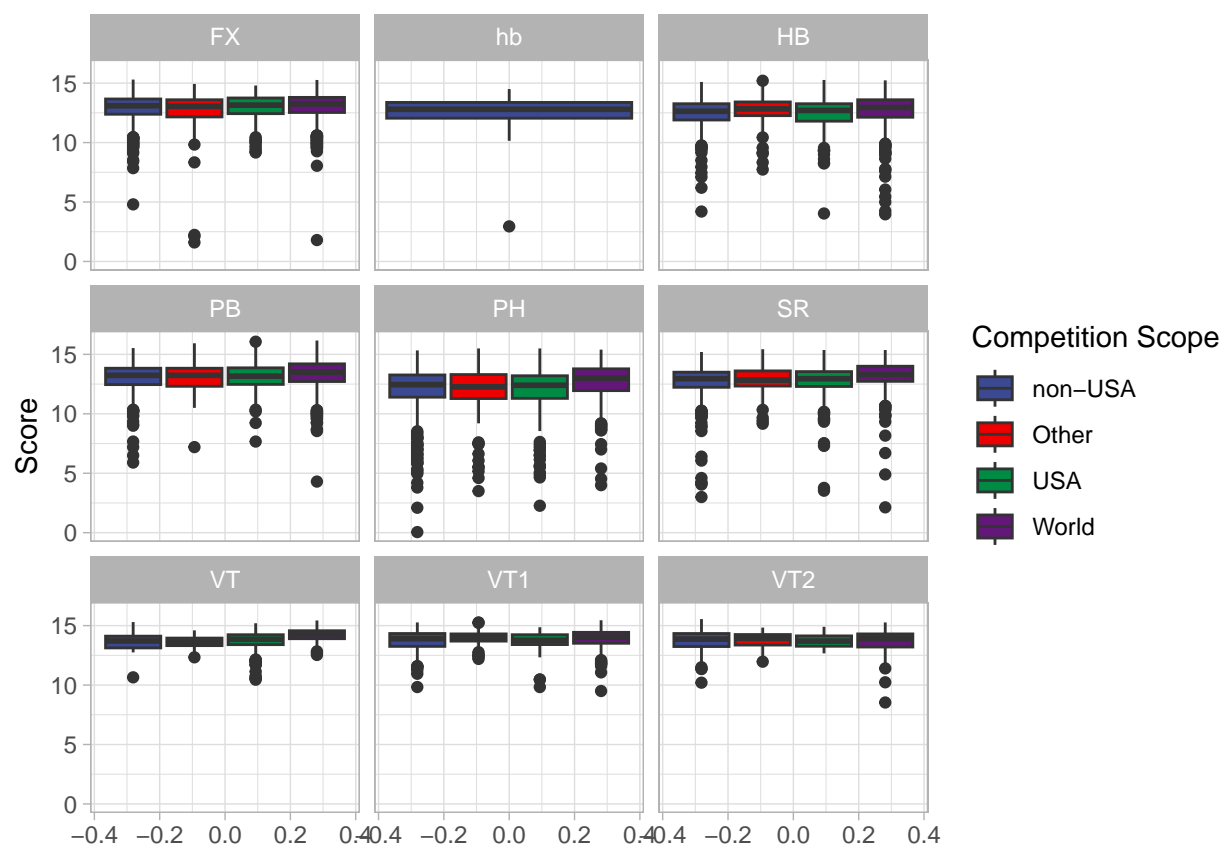 FX hb HB
15
10
5
0
PB PH SR
15
10
5
0
Score
VT VT1 VT2
15
10
5
0
−0.4 −0.2 0.0 0.2 0.4 −0.4 −0.2 0.0 0.2 0.4 −0.4 −0.2 0.0 0.2 0.4
Competition Scope
non−USA
Other
USA
World